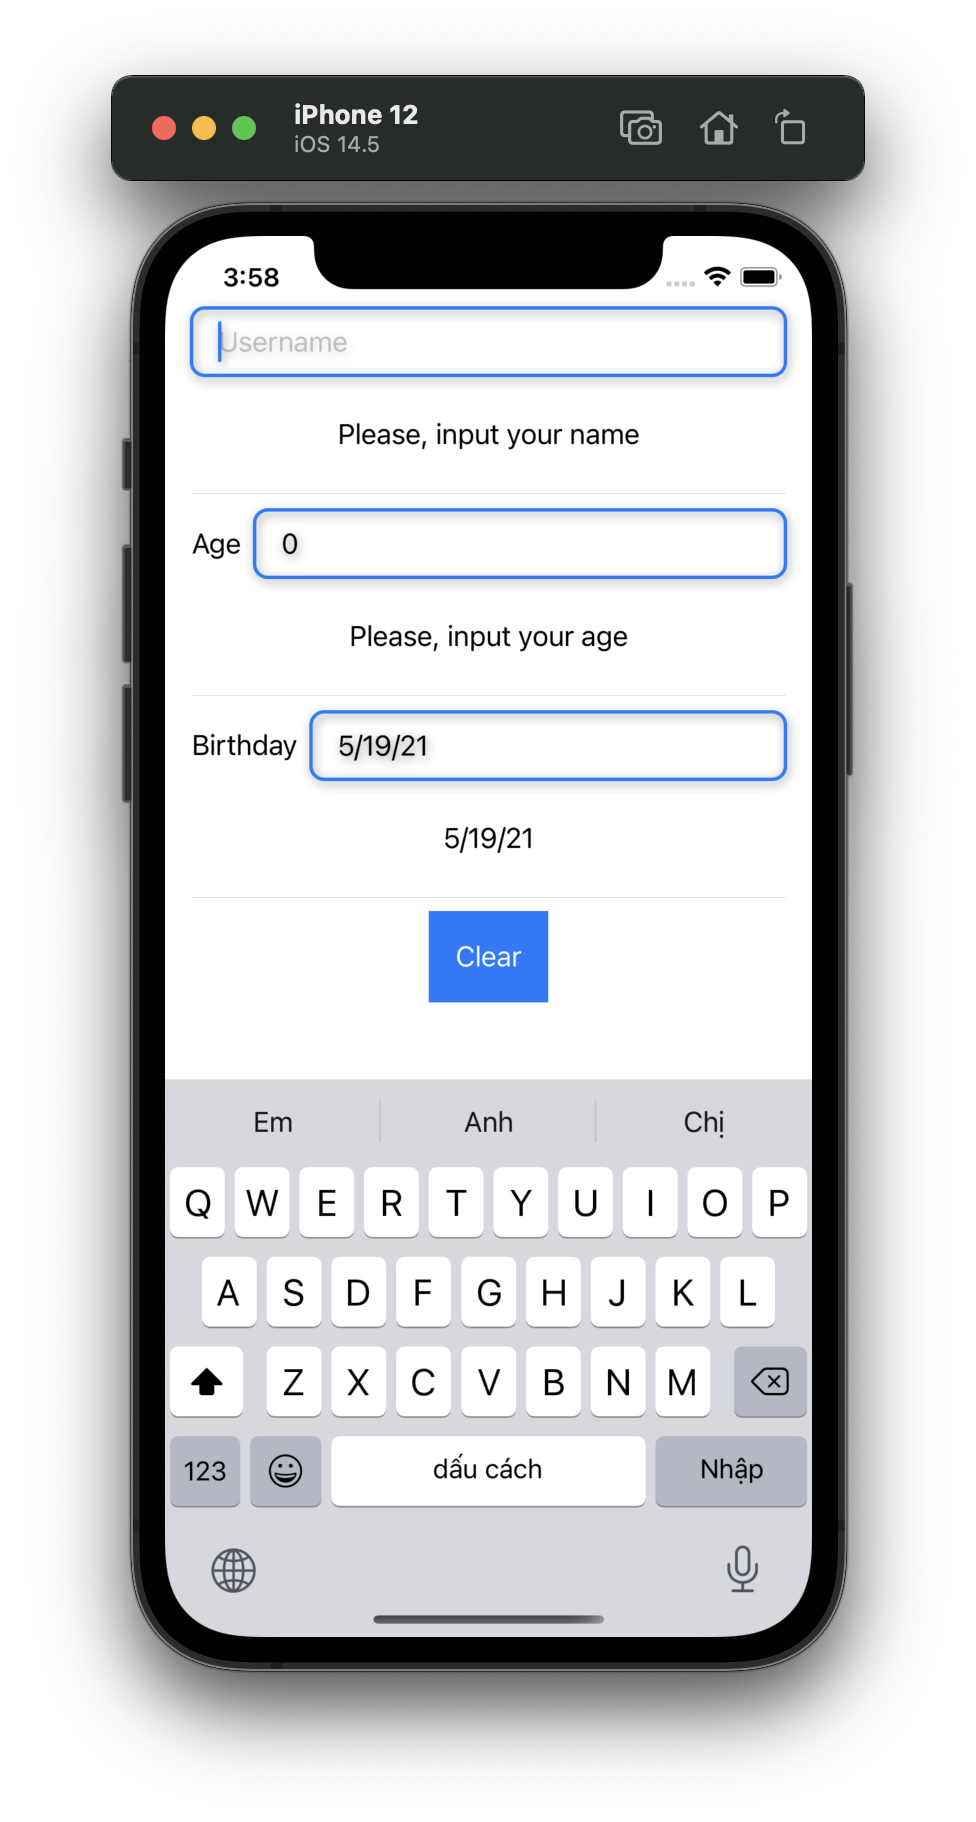 iPhone 12
iOS 14.5
3:58
Username
Please, input your name
Age 0
Please, input your age
Birthday 5/19/21
5/19/21
Clear
Em Anh Chị
Q W E R T Y U I O P
A S D F G H J K L
Z X C V B N M
123 dấu cách Nhập